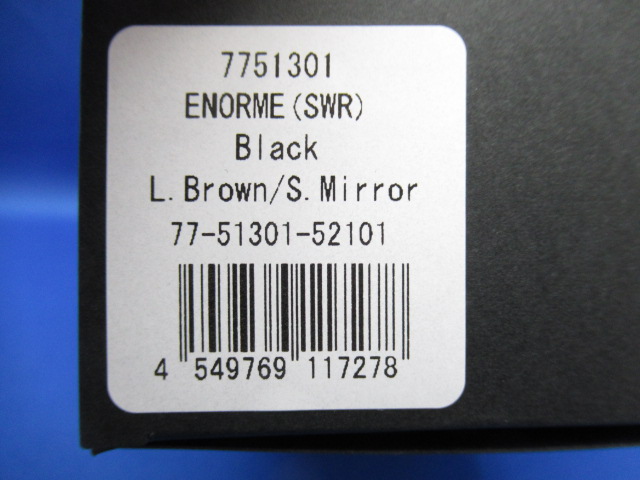 7751301
ENORME(SWR)
Black
L.Brown/S.Mirror
77-51301-52101
4 549769 117278